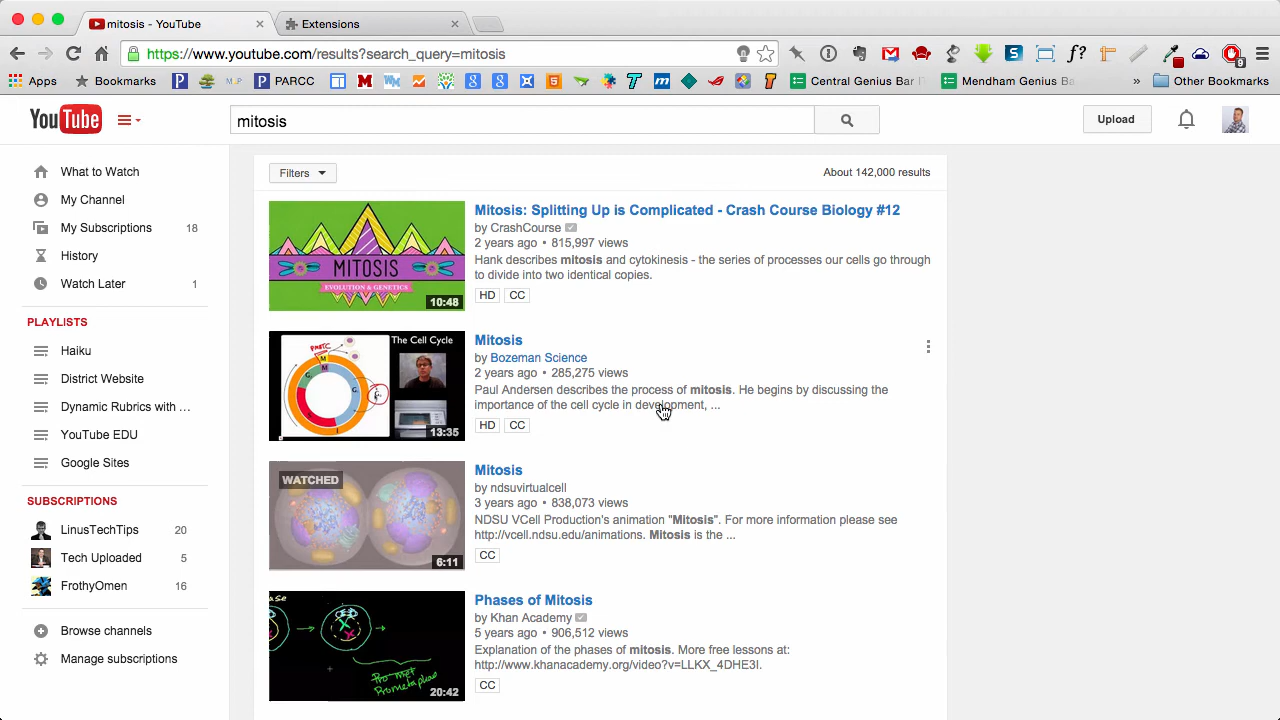 mitosis - YouTube
Extensions
https://www.youtube.com/results?search_query=mitosis
f?
9
Apps
Bookmarks
PARCC
Central Genius Bar I
Mendham Genius Ba
Other Bookmarks
YouTube
mitosis
Upload
What to Watch
My Channel
My Subscriptions 18
History
Watch Later 1
PLAYLISTS
Haiku
District Website
Dynamic Rubrics with ...
YouTube EDU
Google Sites
SUBSCRIPTIONS
LinusTechTips 20
Tech Uploaded 5
FrothyOmen 16
Browse channels
Manage subscriptions
Filters
About 142,000 results
MITOSIS
EVOLUTION & GENETICS
10:48
Mitosis: Splitting Up is Complicated - Crash Course Biology #12
by CrashCourse
2 years ago • 815,997 views
Hank describes mitosis and cytokinesis - the series of processes our cells go through
to divide into two identical copies.
HD CC
The Cell Cycle
13:35
Mitosis
by Bozeman Science
2 years ago • 285,275 views
Paul Andersen describes the process of mitosis. He begins by discussing the
importance of the cell cycle in development, ...
HD CC
WATCHED
6:11
Mitosis
by ndsuvirtualcell
3 years ago • 838,073 views
NDSU VCell Production's animation "Mitosis". For more information please see
http://vcell.ndsu.edu/animations. Mitosis is the ...
CC
ase
Pro met
Prometaphase
20:42
Phases of Mitosis
by Khan Academy
5 years ago • 906,512 views
Explanation of the phases of mitosis. More free lessons at:
http://www.khanacademy.org/video?v=LLKX_4DHE3I.
CC